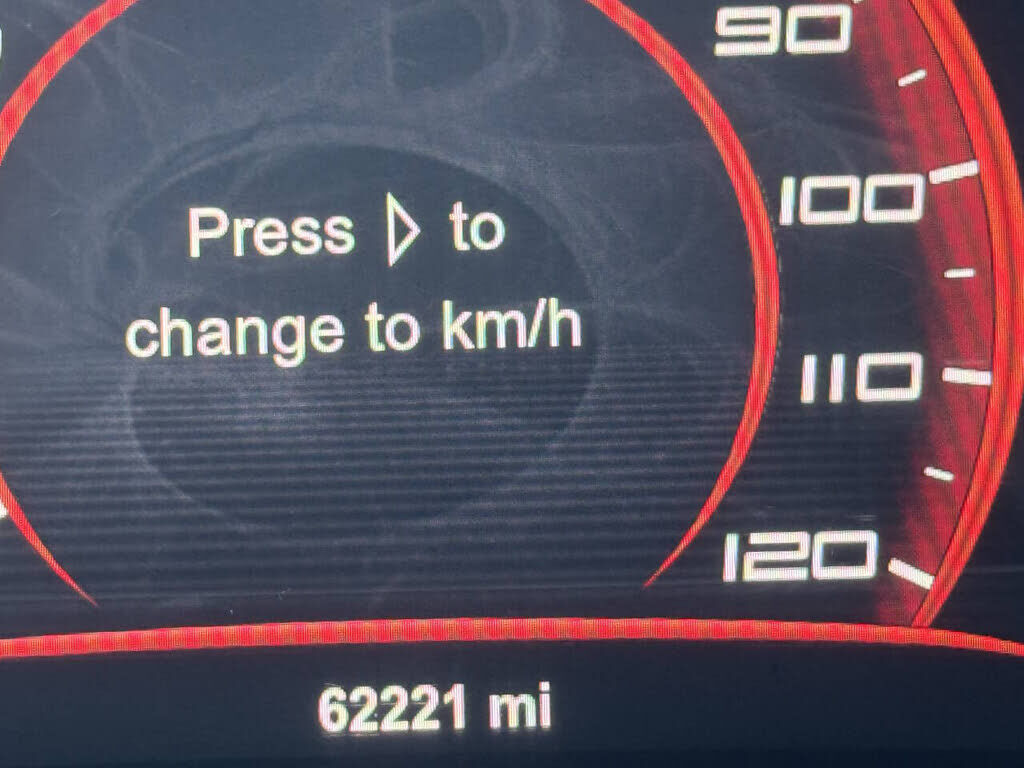 90
100
Press ▷ to
change to km/h
110
120
62221 mi